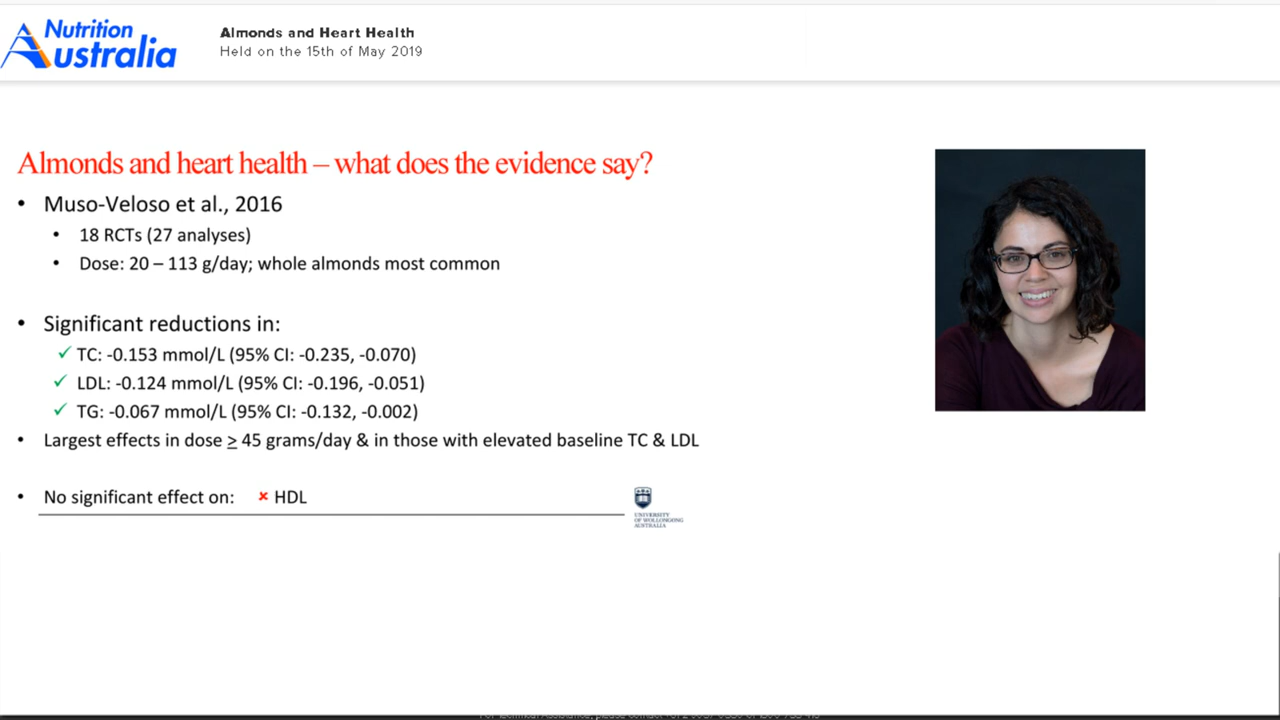 Nutrition
Australia
Almonds and Heart Health
Held on the 15th of May 2019
Almonds and heart health – what does the evidence say?
• Muso-Veloso et al., 2016
• 18 RCTs (27 analyses)
• Dose: 20 – 113 g/day; whole almonds most common
• Significant reductions in:
✓ TC: -0.153 mmol/L (95% CI: -0.235, -0.070)
✓ LDL: -0.124 mmol/L (95% CI: -0.196, -0.051)
✓ TG: -0.067 mmol/L (95% CI: -0.132, -0.002)
• Largest effects in dose ≥ 45 grams/day & in those with elevated baseline TC & LDL
• No significant effect on: ✘ HDL
UNIVERSITY
OF WOLLONGONG
AUSTRALIA